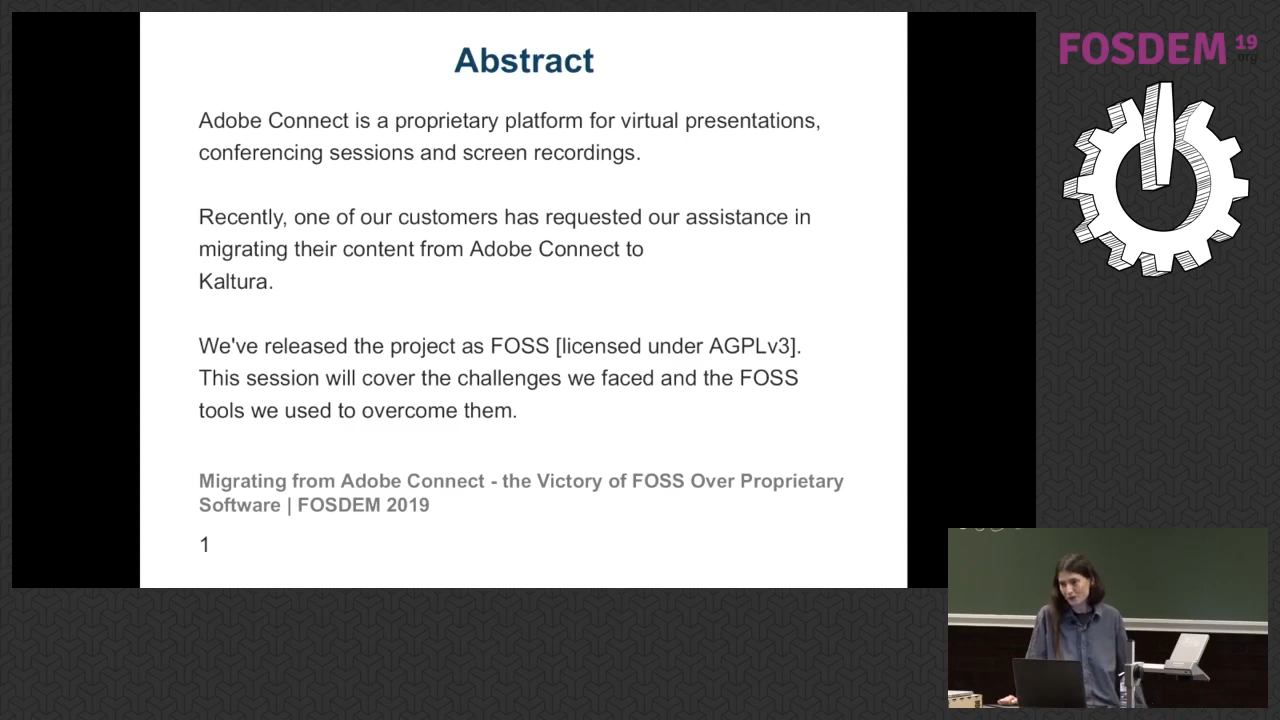 Abstract
Adobe Connect is a proprietary platform for virtual presentations,
conferencing sessions and screen recordings.
Recently, one of our customers has requested our assistance in
migrating their content from Adobe Connect to
Kaltura.
We've released the project as FOSS [licensed under AGPLv3].
This session will cover the challenges we faced and the FOSS
tools we used to overcome them.
Migrating from Adobe Connect - the Victory of FOSS Over Proprietary
Software | FOSDEM 2019
1
FOSDEM 19
.org